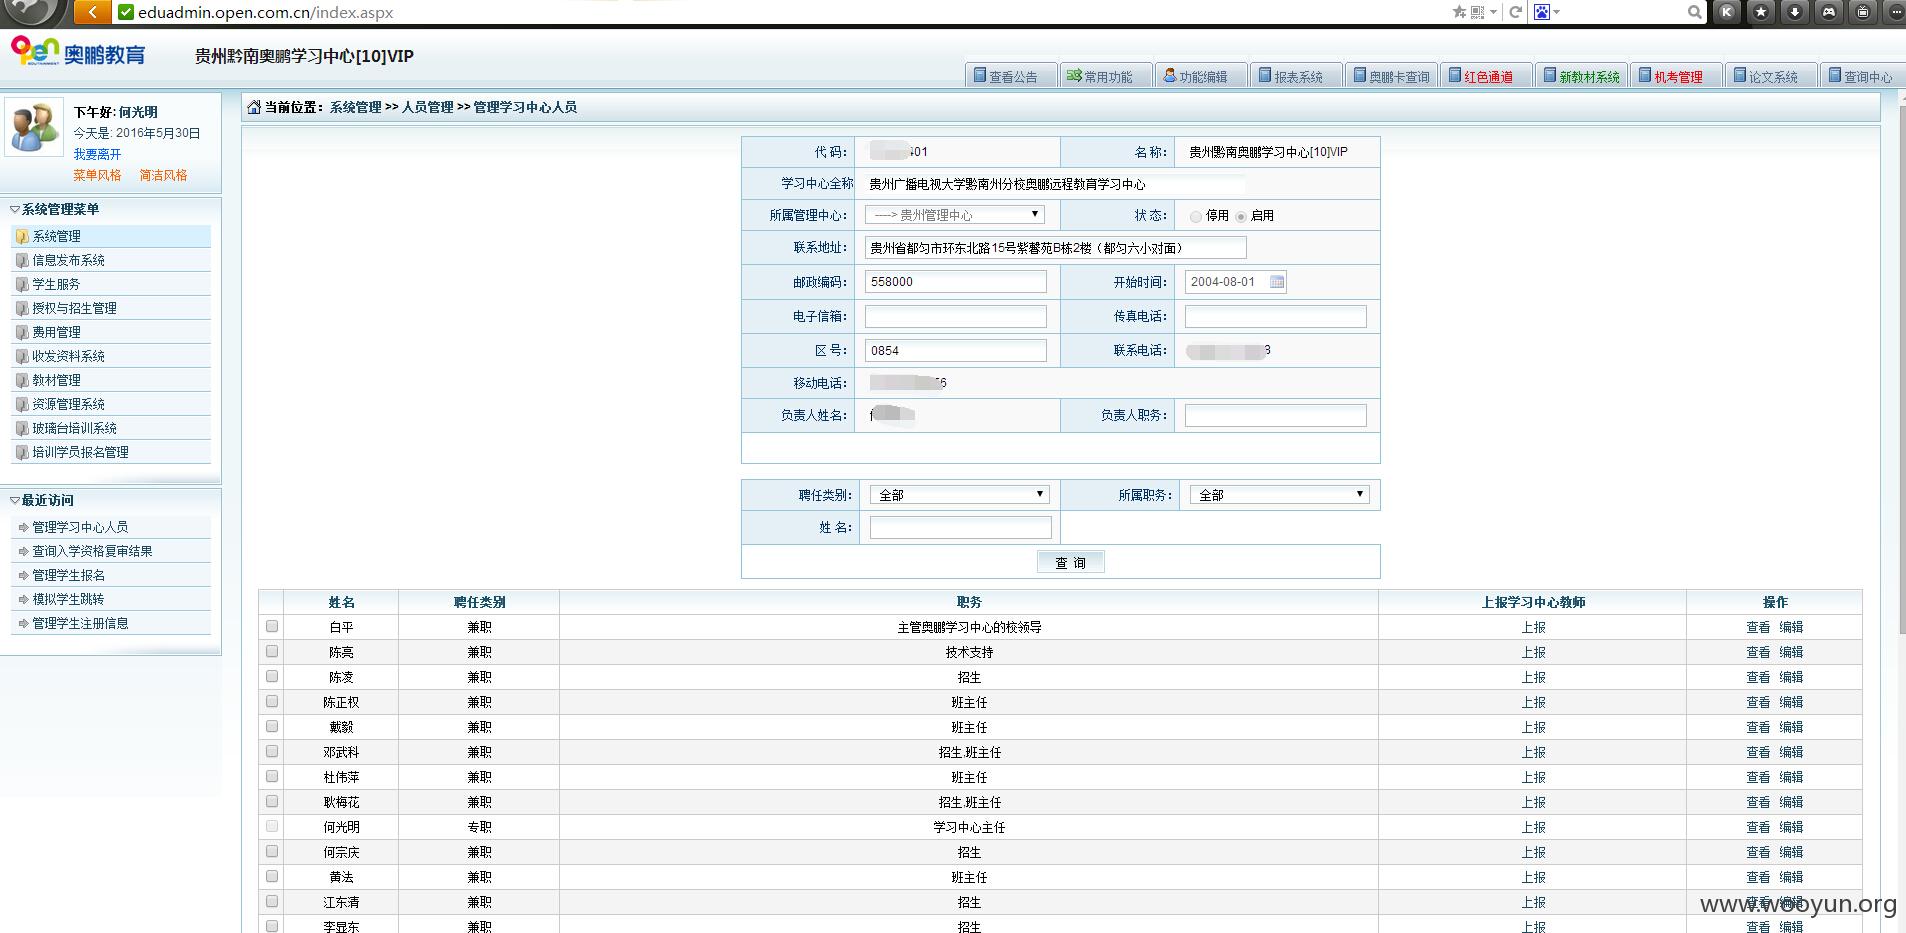 eduadmin.open.com.cn/index.aspx
open 奥鹏教育
贵州黔南奥鹏学习中心[10]VIP
查看公告 常用功能 功能编辑 报表系统 奥鹏卡查询 红色通道 新教材系统 机考管理 论文系统 查询中心
下午好: 何光明
今天是: 2016年5月30日
我要离开
菜单风格 简洁风格
系统管理菜单
系统管理
信息发布系统
学生服务
授权与招生管理
费用管理
收发资料系统
教材管理
资源管理系统
玻璃台培训系统
培训学员报名管理
最近访问
管理学习中心人员
查询入学资格复审结果
管理学生报名
模拟学生跳转
管理学生注册信息
当前位置: 系统管理 >> 人员管理 >> 管理学习中心人员
代 码: 401 名 称: 贵州黔南奥鹏学习中心[10]VIP
学习中心全称 贵州广播电视大学黔南州分校奥鹏远程教育学习中心
所属管理中心: ---->贵州管理中心 状 态: 停用 启用
联系地址: 贵州省都匀市环东北路15号紫馨苑B栋2楼（都匀六小对面）
邮政编码: 558000 开始时间: 2004-08-01
电子信箱: 传真电话:
区 号: 0854 联系电话: 3
移动电话: 6
负责人姓名: 负责人职务:
聘任类别: 全部 所属职务: 全部
姓 名:
查 询
姓名 聘任类别 职务 上报学习中心教师 操作
白平 兼职 主管奥鹏学习中心的校领导 上报 查看 编辑
陈亮 兼职 技术支持 上报 查看 编辑
陈凌 兼职 招生 上报 查看 编辑
陈正权 兼职 班主任 上报 查看 编辑
戴毅 兼职 班主任 上报 查看 编辑
邓武科 兼职 招生,班主任 上报 查看 编辑
杜伟萍 兼职 班主任 上报 查看 编辑
耿梅花 兼职 招生,班主任 上报 查看 编辑
何光明 专职 学习中心主任 上报 查看 编辑
何宗庆 兼职 招生 上报 查看 编辑
黄法 兼职 班主任 上报 查看 编辑
江东清 兼职 招生 上报 查看 编辑
李显东 兼职 招生 上报 查看 编辑
www.wooyun.org